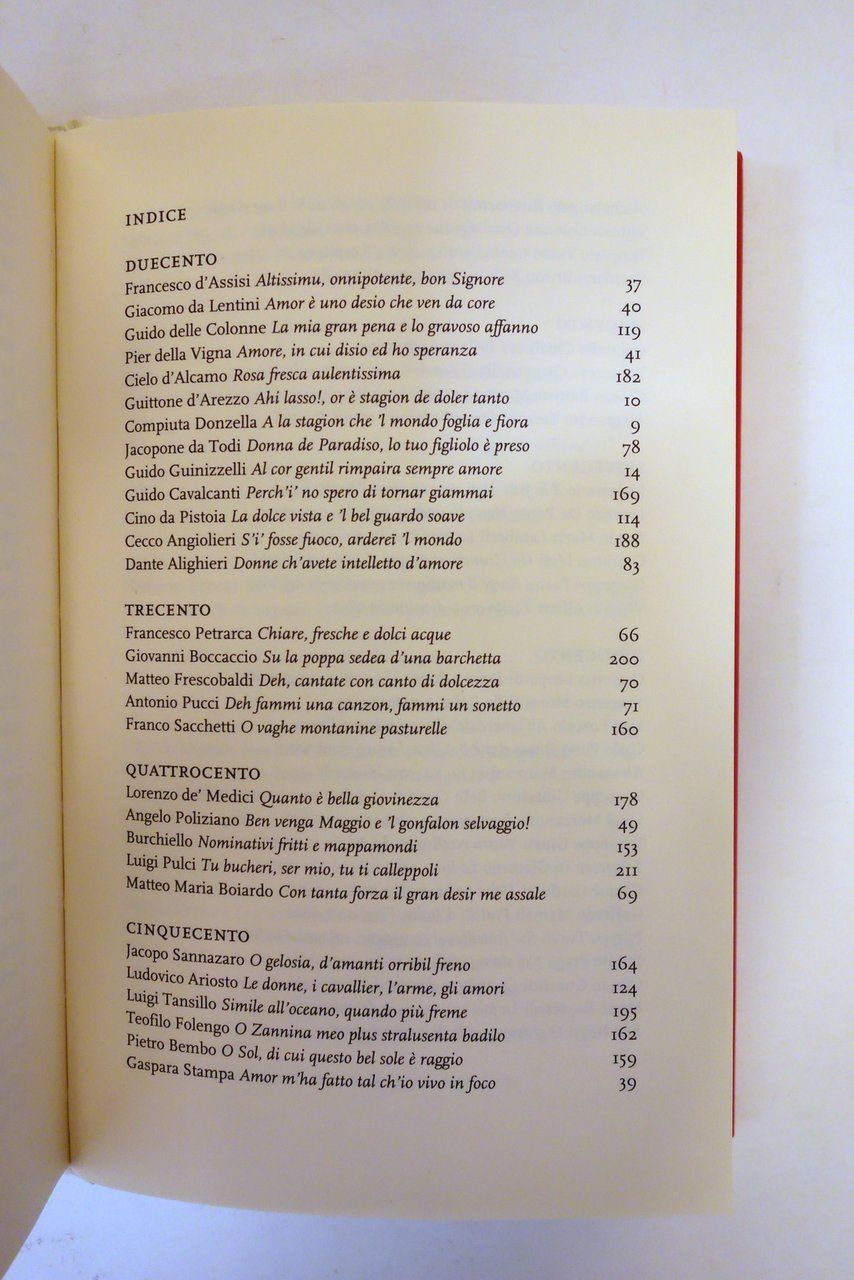 INDICE
DUECENTO
Francesco d'Assisi Altissimu, onnipotente, bon Signore 37
Giacomo da Lentini Amor è uno desio che ven da core 40
Guido delle Colonne La mia gran pena e lo gravoso affanno 119
Pier della Vigna Amore, in cui disio ed ho speranza 41
Cielo d'Alcamo Rosa fresca aulentissima 182
Guittone d'Arezzo Ahi lasso!, or è stagion de doler tanto 10
Compiuta Donzella A la stagion che 'l mondo foglia e fiora 9
Jacopone da Todi Donna de Paradiso, lo tuo figliolo è preso 78
Guido Guinizzelli Al cor gentil rimpaira sempre amore 14
Guido Cavalcanti Perch'i' no spero di tornar giammai 169
Cino da Pistoia La dolce vista e 'l bel guardo soave 114
Cecco Angiolieri S'i' fosse fuoco, ardereï 'l mondo 188
Dante Alighieri Donne ch'avete intelletto d'amore 83
TRECENTO
Francesco Petrarca Chiare, fresche e dolci acque 66
Giovanni Boccaccio Su la poppa sedea d'una barchetta 200
Matteo Frescobaldi Deh, cantate con canto di dolcezza 70
Antonio Pucci Deh fammi una canzon, fammi un sonetto 71
Franco Sacchetti O vaghe montanine pasturelle 160
QUATTROCENTO
Lorenzo de' Medici Quanto è bella giovinezza 178
Angelo Poliziano Ben venga Maggio e 'l gonfalon selvaggio! 49
Burchiello Nominativi fritti e mappamondi 153
Luigi Pulci Tu bucheri, ser mio, tu ti calleppoli 211
Matteo Maria Boiardo Con tanta forza il gran desir me assale 69
CINQUECENTO
Jacopo Sannazaro O gelosia, d'amanti orribil freno 164
Ludovico Ariosto Le donne, i cavallier, l'arme, gli amori 124
Luigi Tansillo Simile all'oceano, quando più freme 195
Teofilo Folengo O Zannina meo plus stralusenta badilo 162
Pietro Bembo O Sol, di cui questo bel sole è raggio 159
Gaspara Stampa Amor m'ha fatto tal ch'io vivo in foco 39